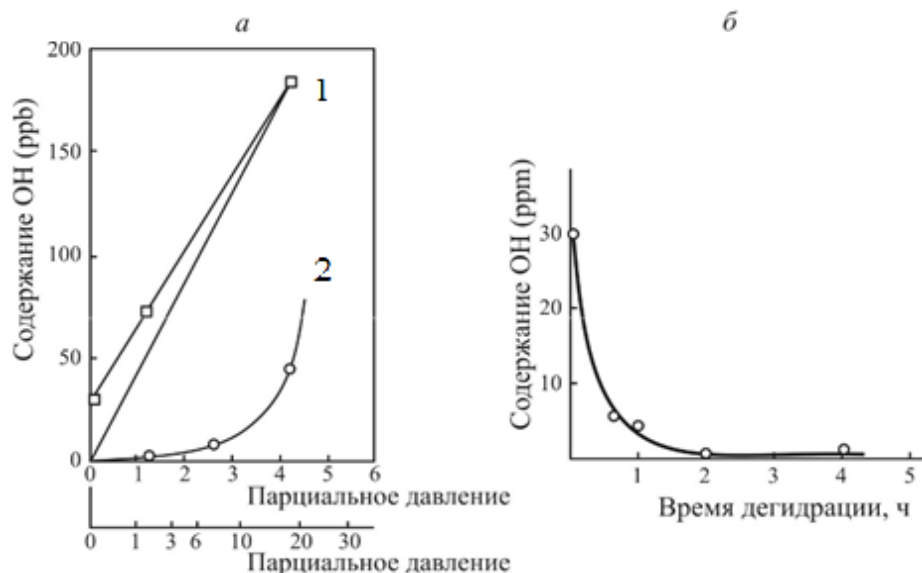 а
200
150
100
50
0
Содержание OH (ppb)
1
2
0 1 2 3 4 5 6
Парциальное давление
0 1 3 6 10 20 30
Парциальное давление
б
30
20
10
Содержание OH (ppm)
1 2 3 4 5
Время дегидрации, ч